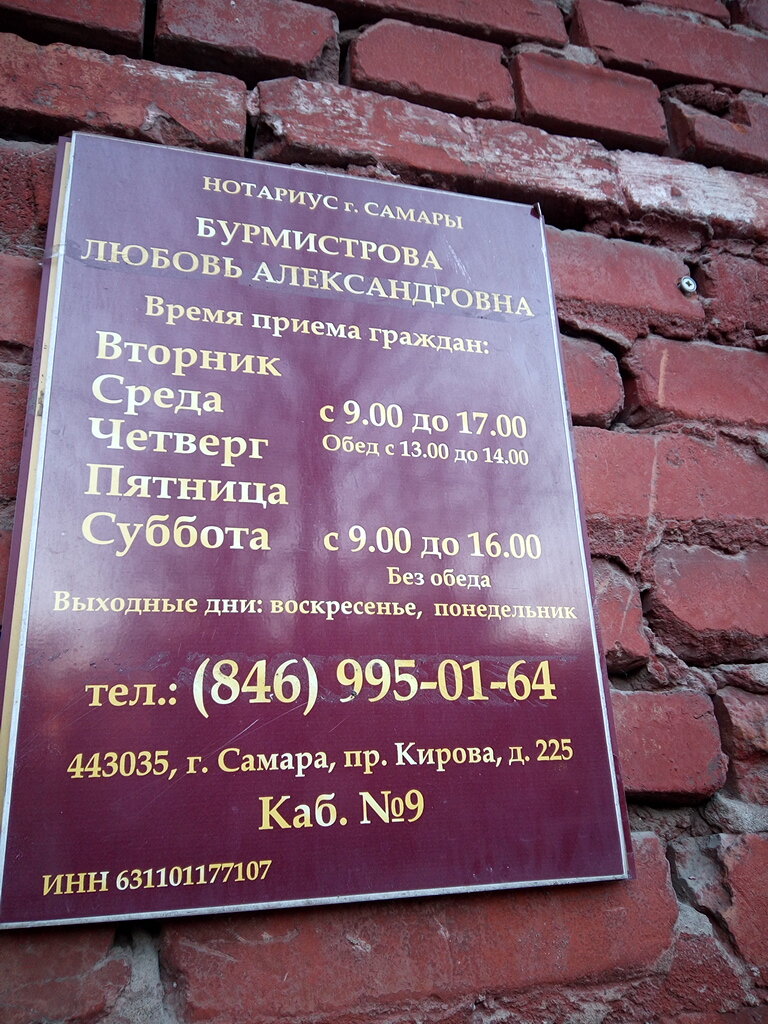 НОТАРИУС г. САМАРЫ
БУРМИСТРОВА
ЛЮБОВЬ АЛЕКСАНДРОВНА
Время приема граждан:
Вторник
Среда
с 9.00 до 17.00
Четверг
Обед с 13.00 до 14.00
Пятница
Суббота с 9.00 до 16.00
Без обеда
Выходные дни: воскресенье, понедельник
тел.: (846) 995-01-64
443035, г. Самара, пр. Кирова, д. 225
Каб. №9
ИНН 631101177107